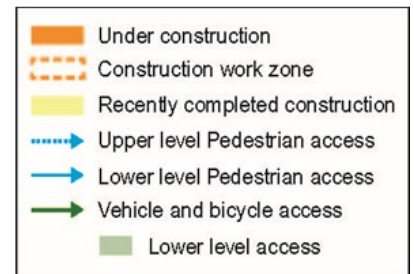 Under construction
Construction work zone
Recently completed construction
Upper level Pedestrian access
Lower level Pedestrian access
Vehicle and bicycle access
Lower level access